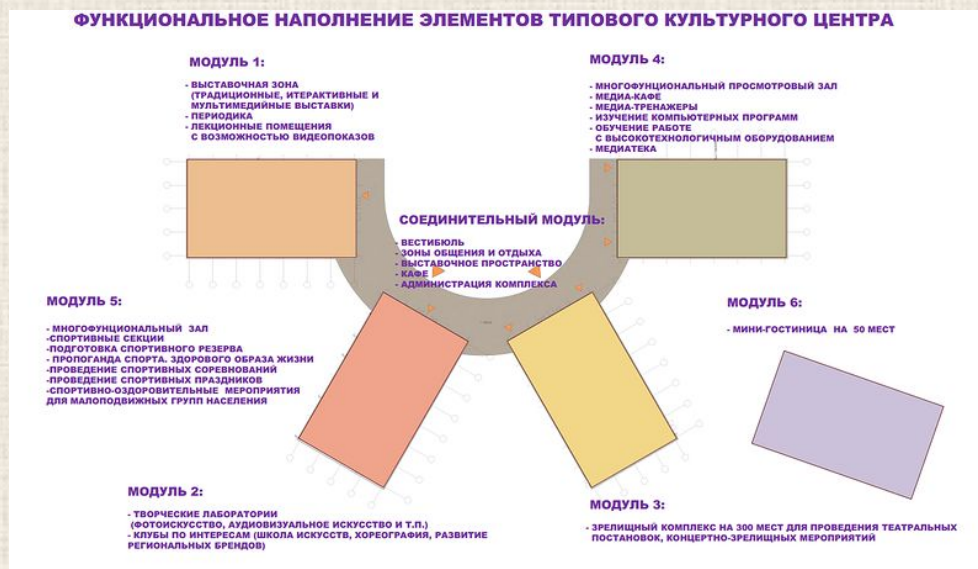 ФУНКЦИОНАЛЬНОЕ НАПОЛНЕНИЕ ЭЛЕМЕНТОВ ТИПОВОГО КУЛЬТУРНОГО ЦЕНТРА
МОДУЛЬ 1:
- ВЫСТАВОЧНАЯ ЗОНА
(ТРАДИЦИОННЫЕ, ИТЕРАКТИВНЫЕ И
МУЛЬТИМЕДИЙНЫЕ ВЫСТАВКИ)
- ПЕРИОДИКА
- ЛЕКЦИОННЫЕ ПОМЕЩЕНИЯ
С ВОЗМОЖНОСТЬЮ ВИДЕОПОКАЗОВ
МОДУЛЬ 4:
- МНОГОФУНЦИОНАЛЬНЫЙ ПРОСМОТРОВЫЙ ЗАЛ
- МЕДИА-КАФЕ
- МЕДИА-ТРЕНАЖЕРЫ
- ИЗУЧЕНИЕ КОМПЬЮТЕРНЫХ ПРОГРАММ
- ОБУЧЕНИЕ РАБОТЕ
С ВЫСОКОТЕХНОЛОГИЧНЫМ ОБОРУДОВАНИЕМ
- МЕДИАТЕКА
СОЕДИНИТЕЛЬНЫЙ МОДУЛЬ:
- ВЕСТИБЮЛЬ
- ЗОНЫ ОБЩЕНИЯ И ОТДЫХА
- ВЫСТАВОЧНОЕ ПРОСТРАНСТВО
- КАФЕ
- АДМИНИСТРАЦИЯ КОМПЛЕКСА
МОДУЛЬ 5:
- МНОГОФУНЦИОНАЛЬНЫЙ ЗАЛ
-СПОРТИВНЫЕ СЕКЦИИ
-ПОДГОТОВКА СПОРТИВНОГО РЕЗЕРВА
- ПРОПОГАНДА СПОРТА. ЗДОРОВОГО ОБРАЗА ЖИЗНИ
-ПРОВЕДЕНИЕ СПОРТИВНЫХ СОРЕВНОВАНИЙ
-ПРОВЕДЕНИЕ СПОРТИВНЫХ ПРАЗДНИКОВ
-СПОРТИВНО-ОЗДОРОВИТЕЛЬНЫЕ МЕРОПРИЯТИЯ
ДЛЯ МАЛОПОДВИЖНЫХ ГРУПП НАСЕЛЕНИЯ
МОДУЛЬ 6:
- МИНИ-ГОСТИНИЦА НА 50 МЕСТ
МОДУЛЬ 2:
- ТВОРЧЕСКИЕ ЛАБОРАТОРИИ
(ФОТОИСКУССТВО, АУДИОВИЗУАЛЬНОЕ ИСКУССТВО И Т.П.)
- КЛУБЫ ПО ИНТЕРЕСАМ (ШКОЛА ИСКУССТВ, ХОРЕОГРАФИЯ, РАЗВИТИЕ
РЕГИОНАЛЬНЫХ БРЕНДОВ)
МОДУЛЬ 3:
- ЗРЕЛИЩНЫЙ КОМПЛЕКС НА 300 МЕСТ ДЛЯ ПРОВЕДЕНИЯ ТЕАТРАЛЬНЫХ
ПОСТАНОВОК, КОНЦЕРТНО-ЗРЕЛИЩНЫХ МЕРОПРИЯТИЙ